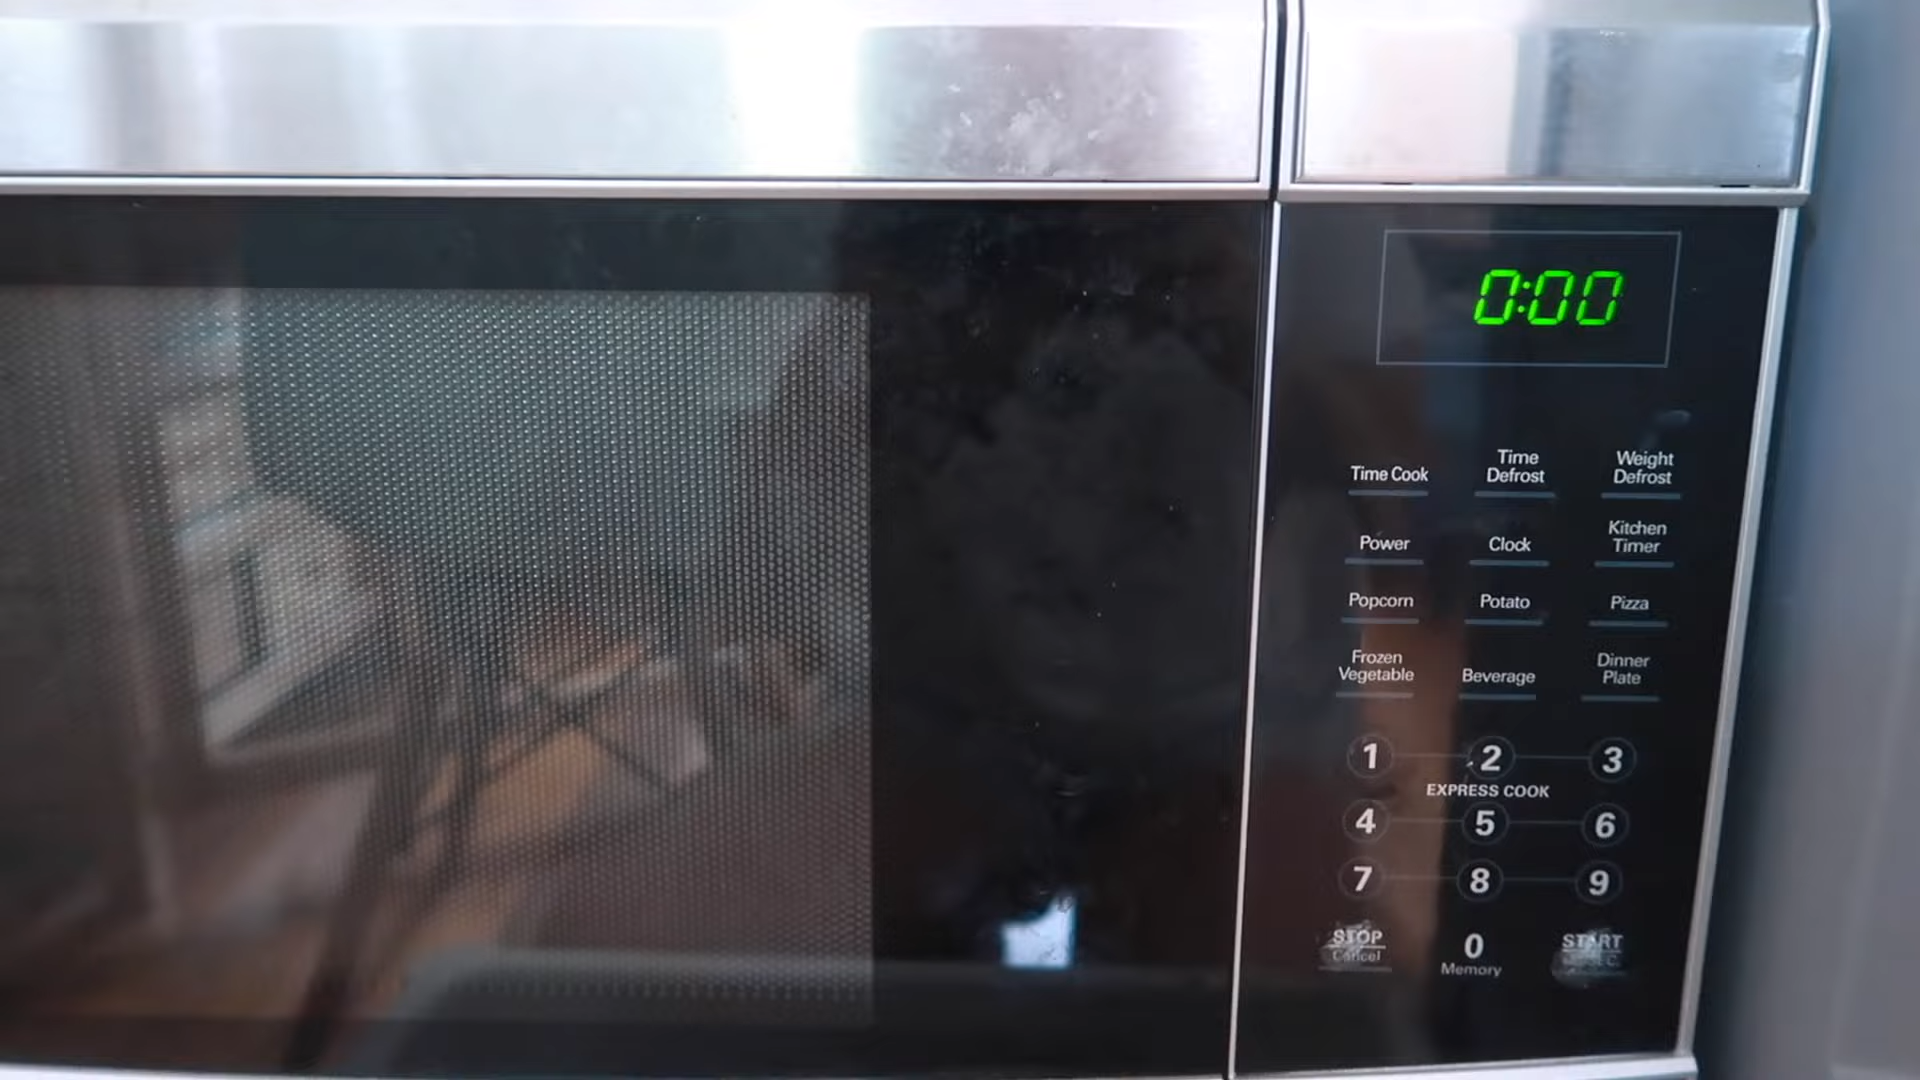 0:00
Time Cook
Time
Defrost
Weight
Defrost
Power
Clock
Kitchen
Timer
Popcorn
Potato
Pizza
Frozen
Vegetable
Beverage
Dinner
Plate
1 2 3
EXPRESS COOK
4 5 6
7 8 9
STOP
Cancel
0
Memory
START